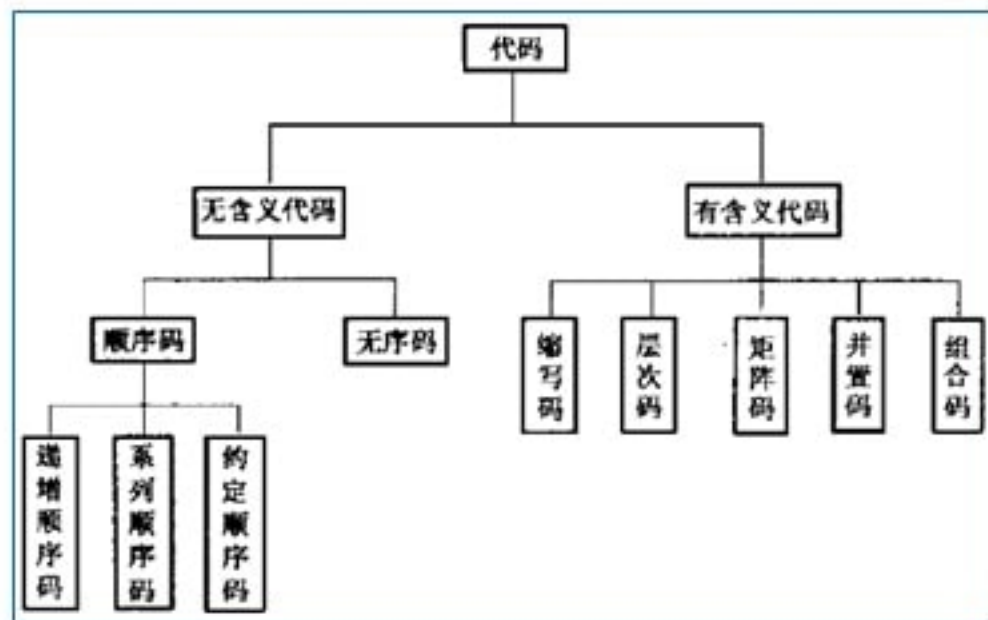 代码
无含义代码
有含义代码
顺序码
无序码
缩写码
层次码
矩阵码
并置码
组合码
递增顺序码
系列顺序码
约定顺序码